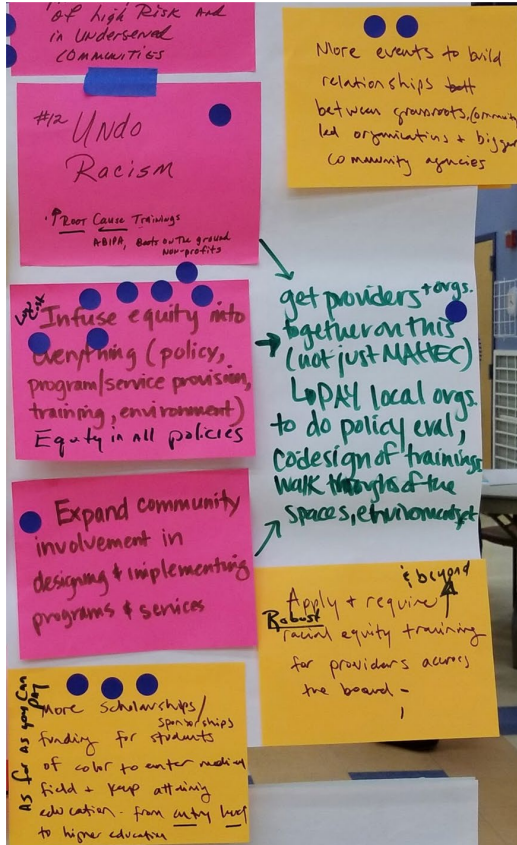 of High Risk and
in Underserved
Communities
More events to build
relationships
between grassroots, community
led organizations + bigger
community agencies
#12 Undo
Racism
↑ Root Cause Trainings
ABIPA, Boots on the ground
non-profits
Infuse equity into
everything (policy,
program/service provision,
training, environment)
Equity in all policies
get providers + orgs.
together on this
(not just MAHEC)
↳ PAY local orgs.
to do policy eval,
codesign of trainings
walk throughs of the
spaces, environments
Expand community
involvement in
designing & implementing
programs & services
& beyond
Apply + require
Robust
racial equity training
for providers across
the board -
As far as you can
pay
More Scholarships/
sponsorships
funding for students
of color to enter medical
field + keep attaining
education - from entry level
to higher education